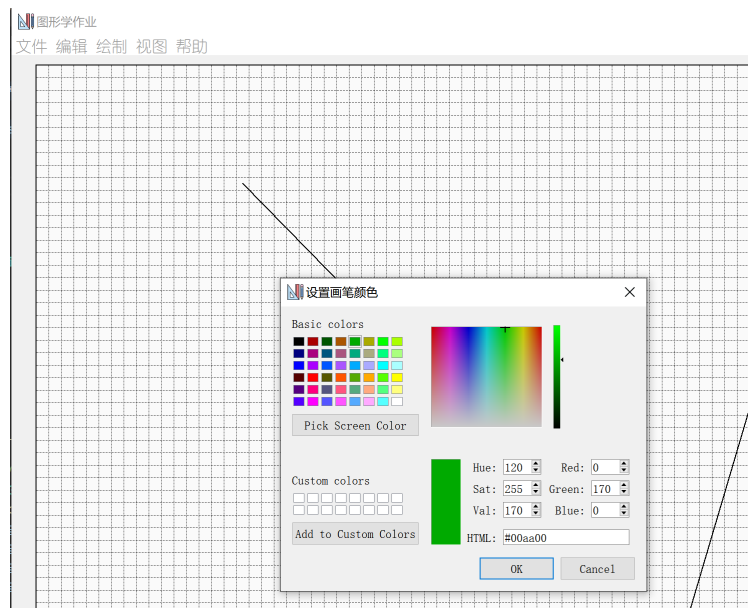 图形学作业
文件 编辑 绘制 视图 帮助
设置画笔颜色
Basic colors
Pick Screen Color
Custom colors
Add to Custom Colors
Hue: 120 Red: 0
Sat: 255 Green: 170
Val: 170 Blue: 0
HTML: #00aa00
OK Cancel